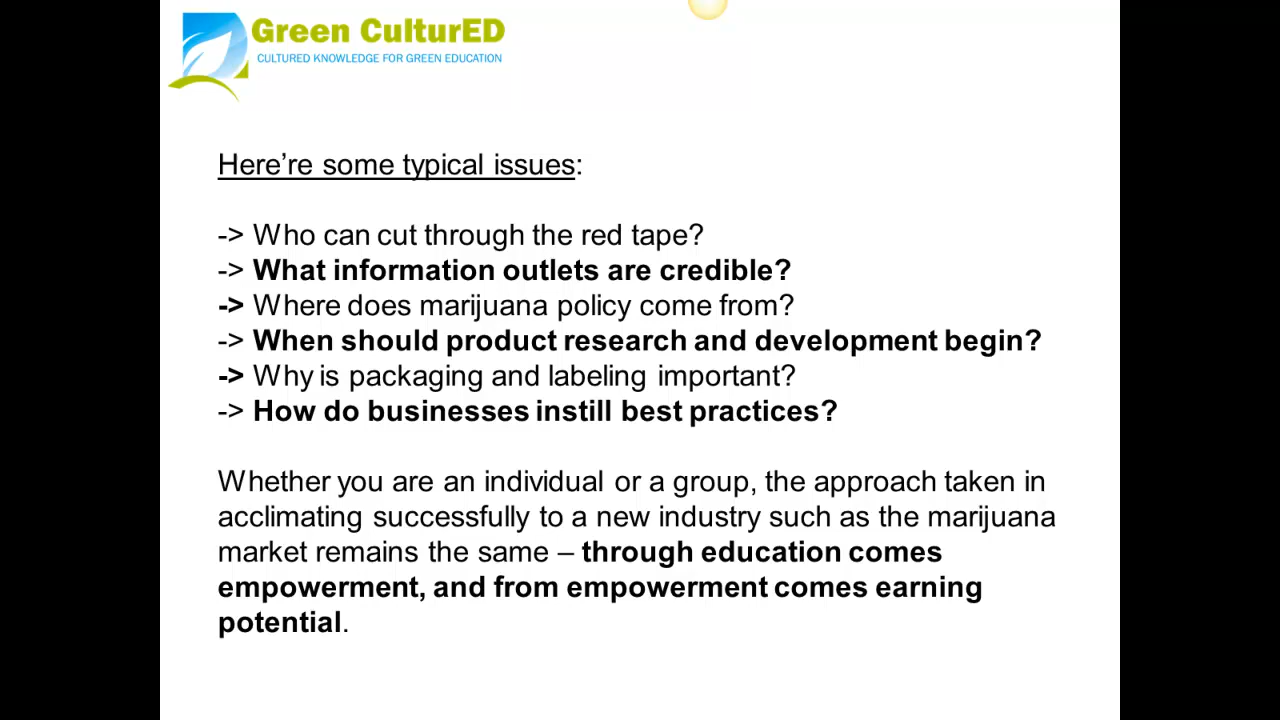 Green CulturED
CULTURED KNOWLEDGE FOR GREEN EDUCATION
Here’re some typical issues:
-> Who can cut through the red tape?
-> What information outlets are credible?
-> Where does marijuana policy come from?
-> When should product research and development begin?
-> Why is packaging and labeling important?
-> How do businesses instill best practices?
Whether you are an individual or a group, the approach taken in
acclimating successfully to a new industry such as the marijuana
market remains the same – through education comes
empowerment, and from empowerment comes earning
potential.